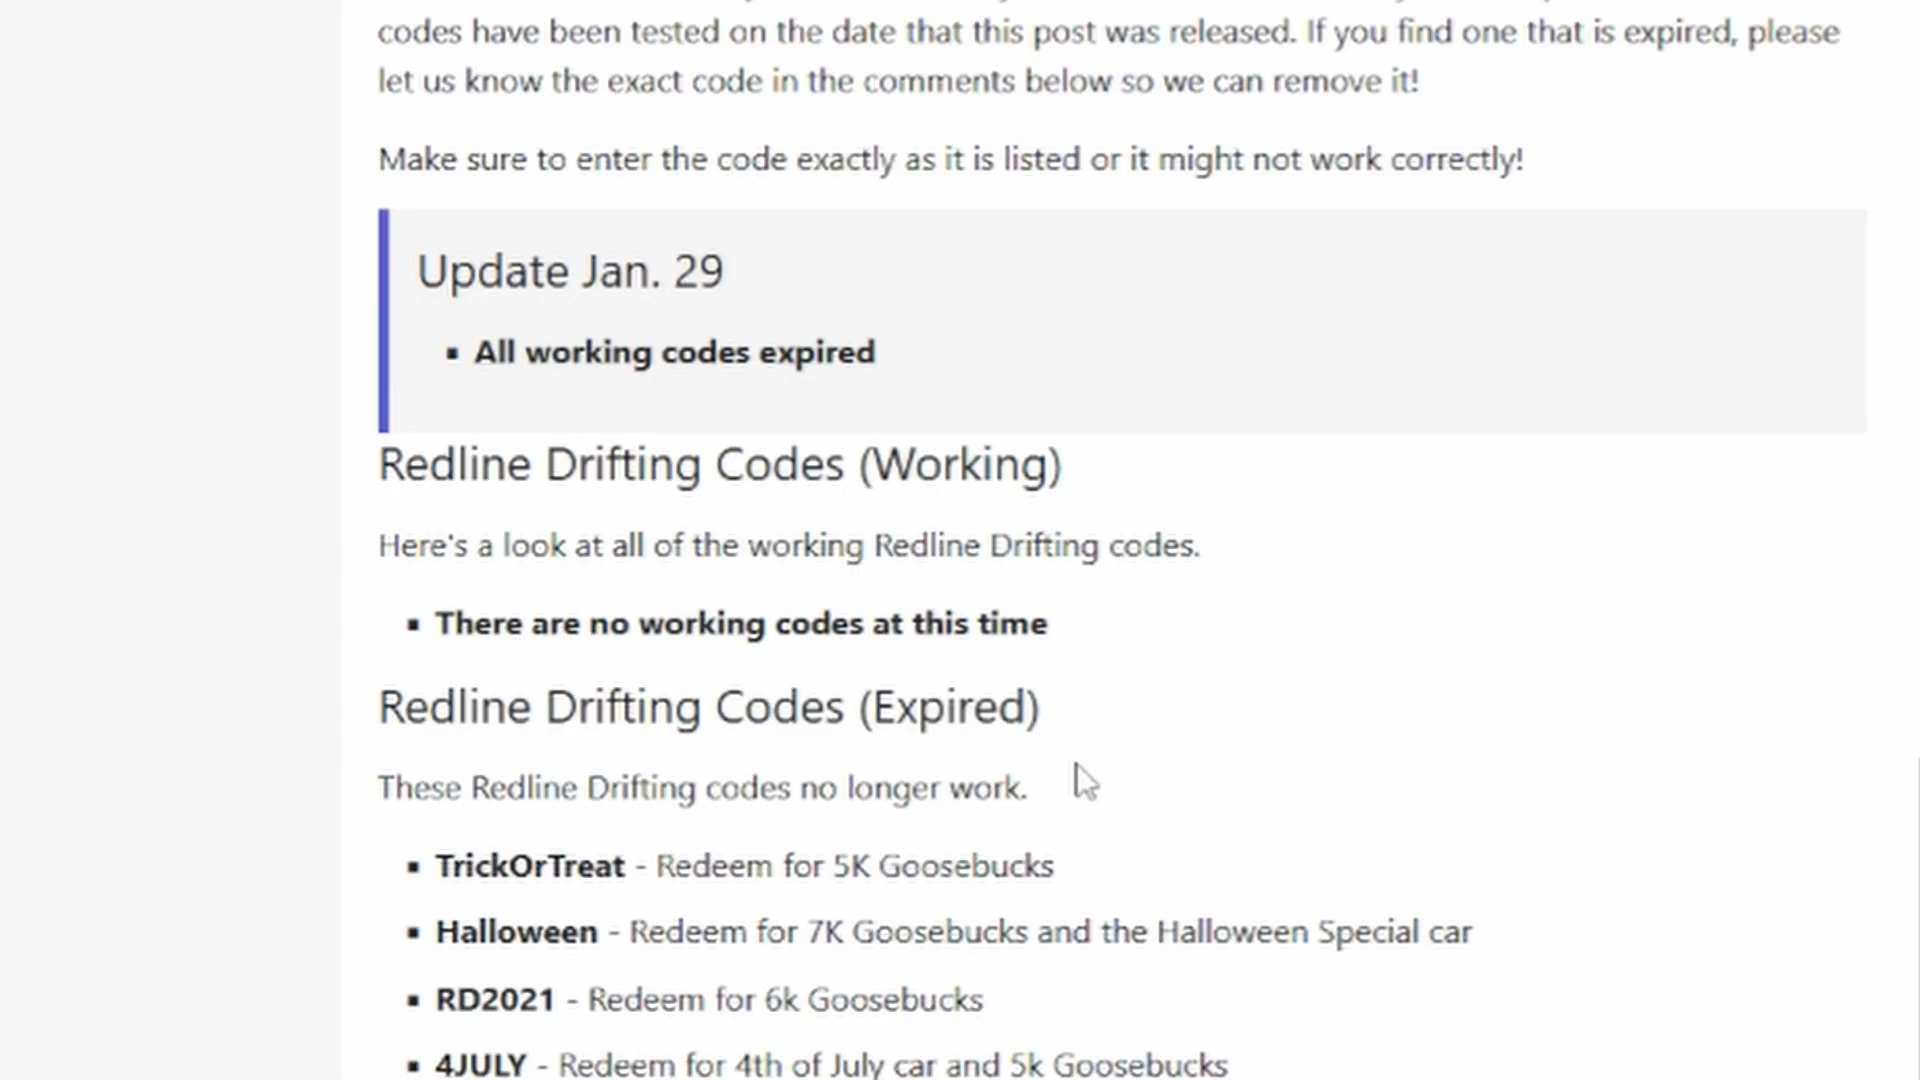 codes have been tested on the date that this post was released. If you find one that is expired, please
let us know the exact code in the comments below so we can remove it!
Make sure to enter the code exactly as it is listed or it might not work correctly!
Update Jan. 29
▪ All working codes expired
Redline Drifting Codes (Working)
Here's a look at all of the working Redline Drifting codes.
▪ There are no working codes at this time
Redline Drifting Codes (Expired)
These Redline Drifting codes no longer work.
▪ TrickOrTreat - Redeem for 5K Goosebucks
▪ Halloween - Redeem for 7K Goosebucks and the Halloween Special car
▪ RD2021 - Redeem for 6k Goosebucks
▪ 4JULY - Redeem for 4th of July car and 5k Goosebucks